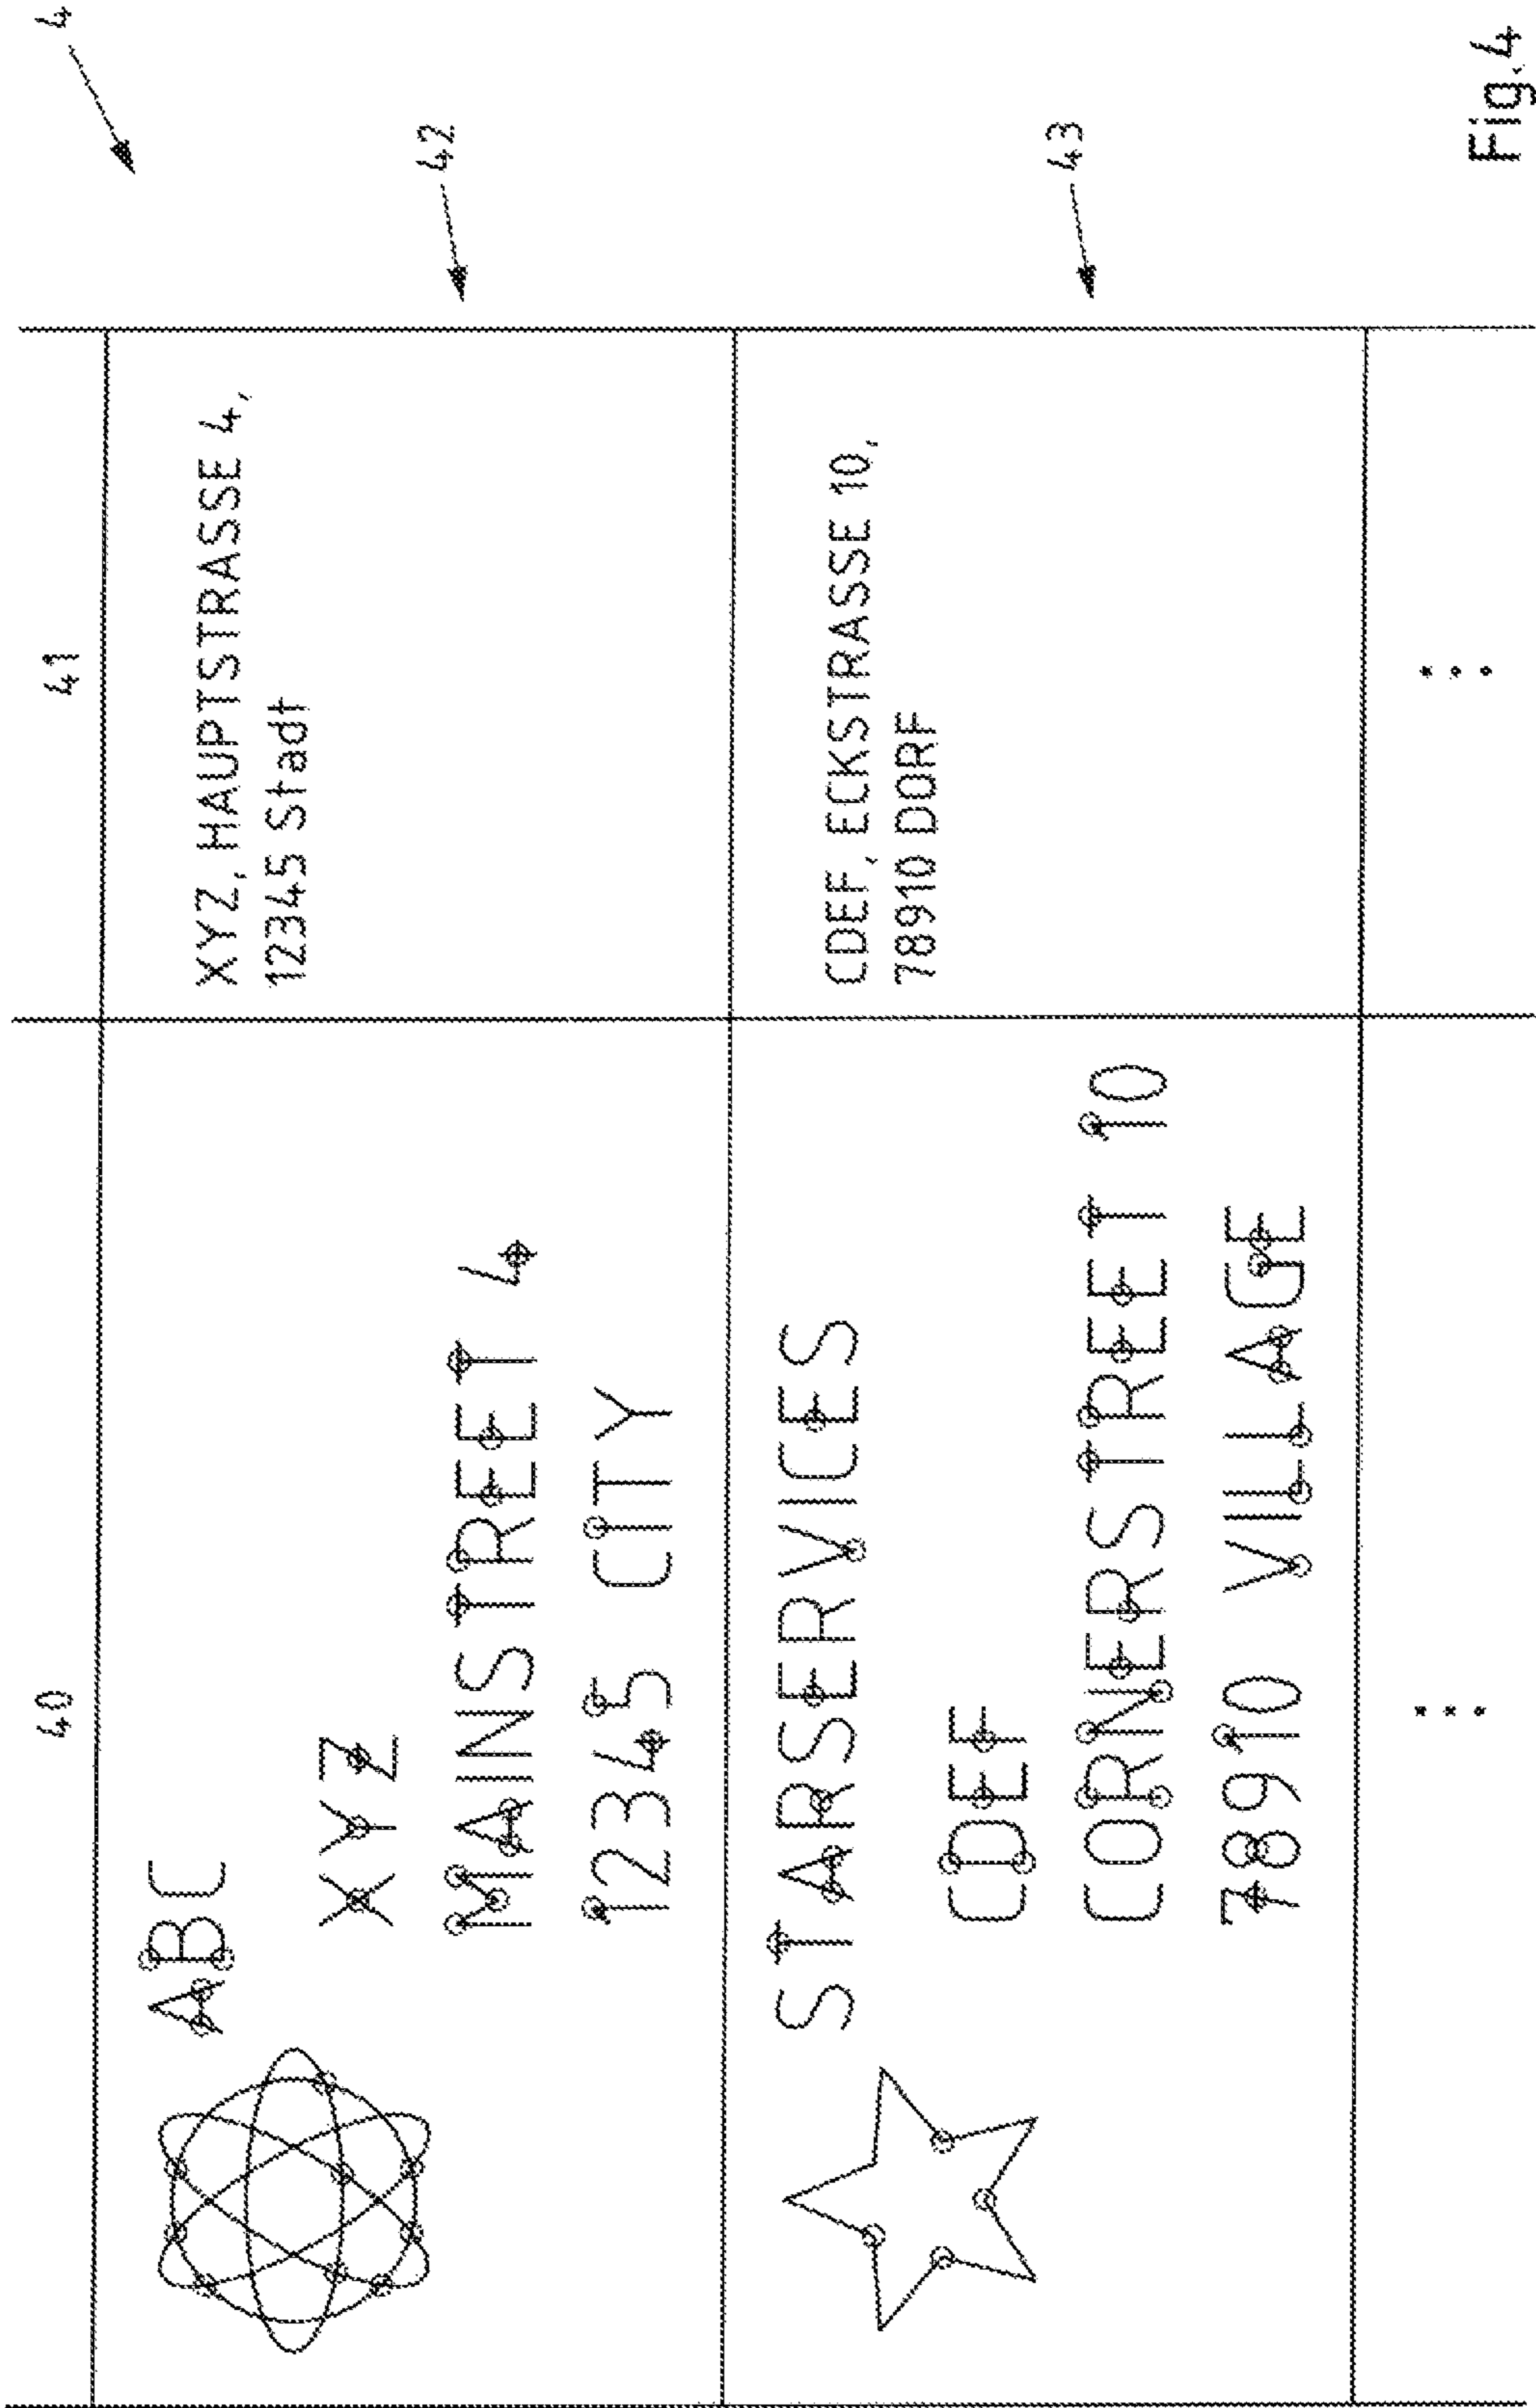 4
40 41
ABC
XYZ
MAINSTREET 4
12345 CITY
XYZ, HAUPTSTRASSE 4,
12345 Stadt
42
STARSERVICES
CDEF
CORNERSTREET 10
78910 VILLAGE
CDEF, ECKSTRASSE 10,
78910 DORF
43
Fig.4